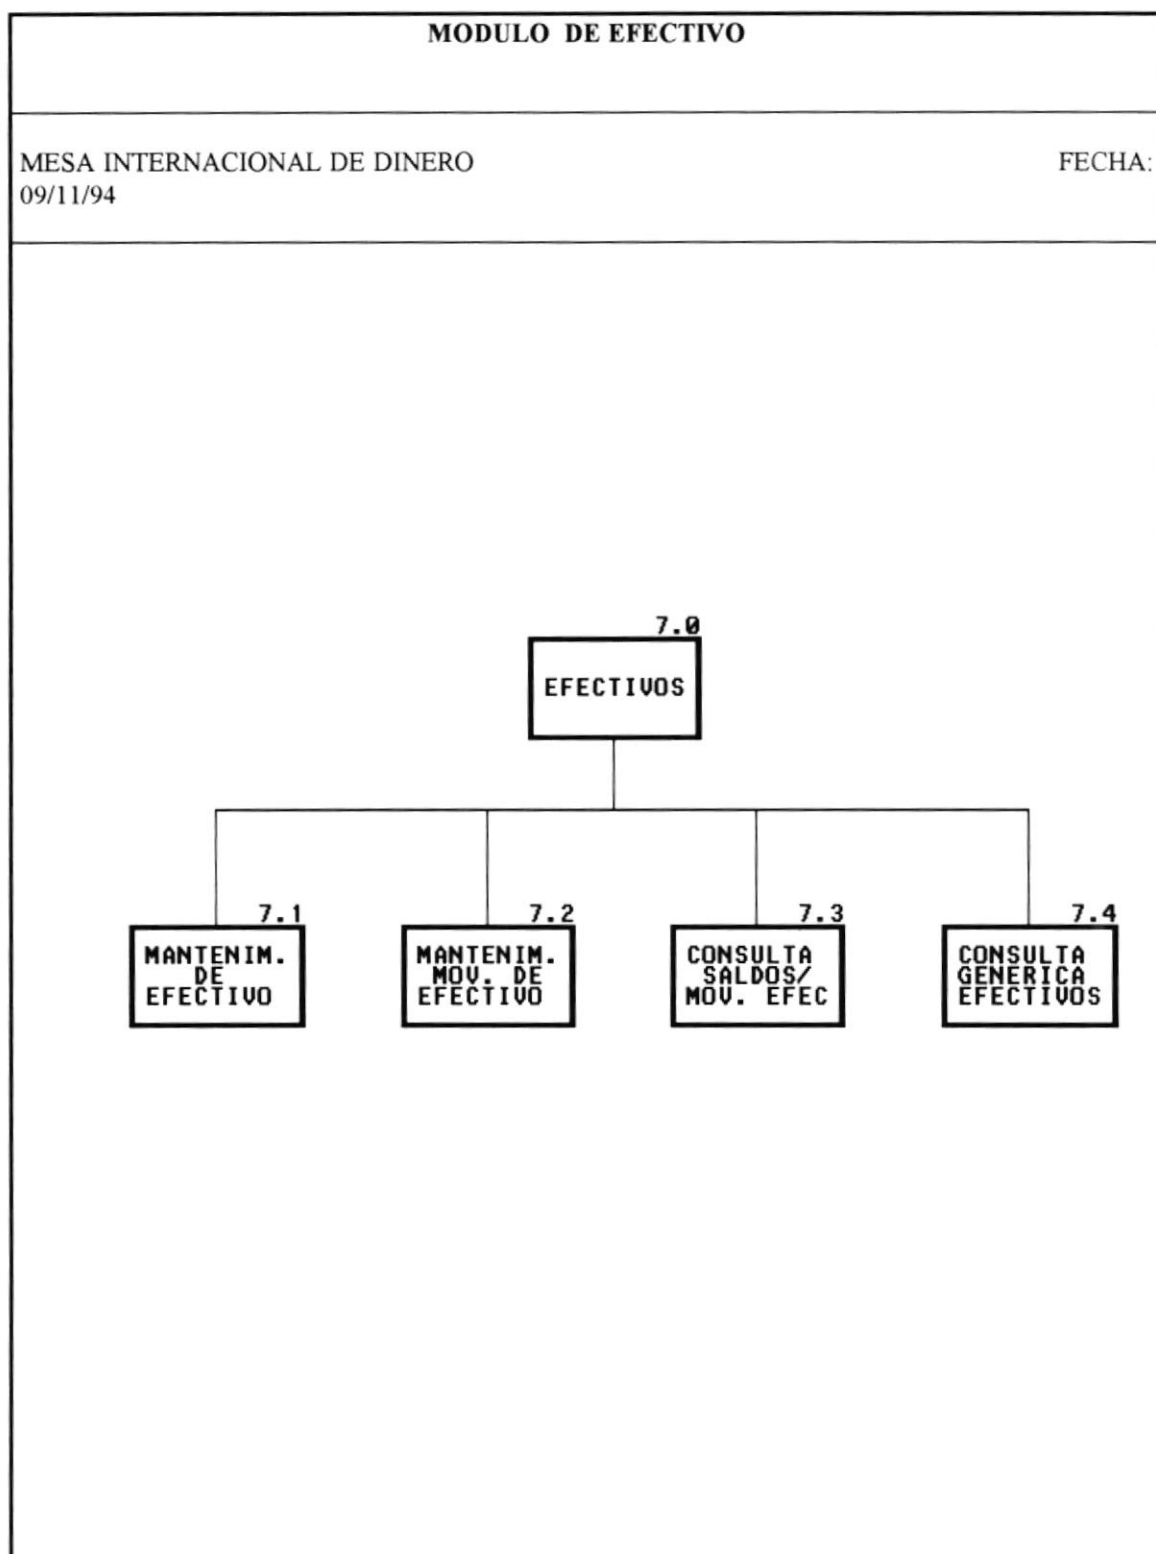 MODULO DE EFECTIVO
MESA INTERNACIONAL DE DINERO FECHA:
09/11/94
7.0
EFECTIVOS
7.1
MANTENIM.
DE
EFECTIVO
7.2
MANTENIM.
MOV. DE
EFECTIVO
7.3
CONSULTA
SALDOS/
MOV. EFEC
7.4
CONSULTA
GENERICA
EFECTIVOS